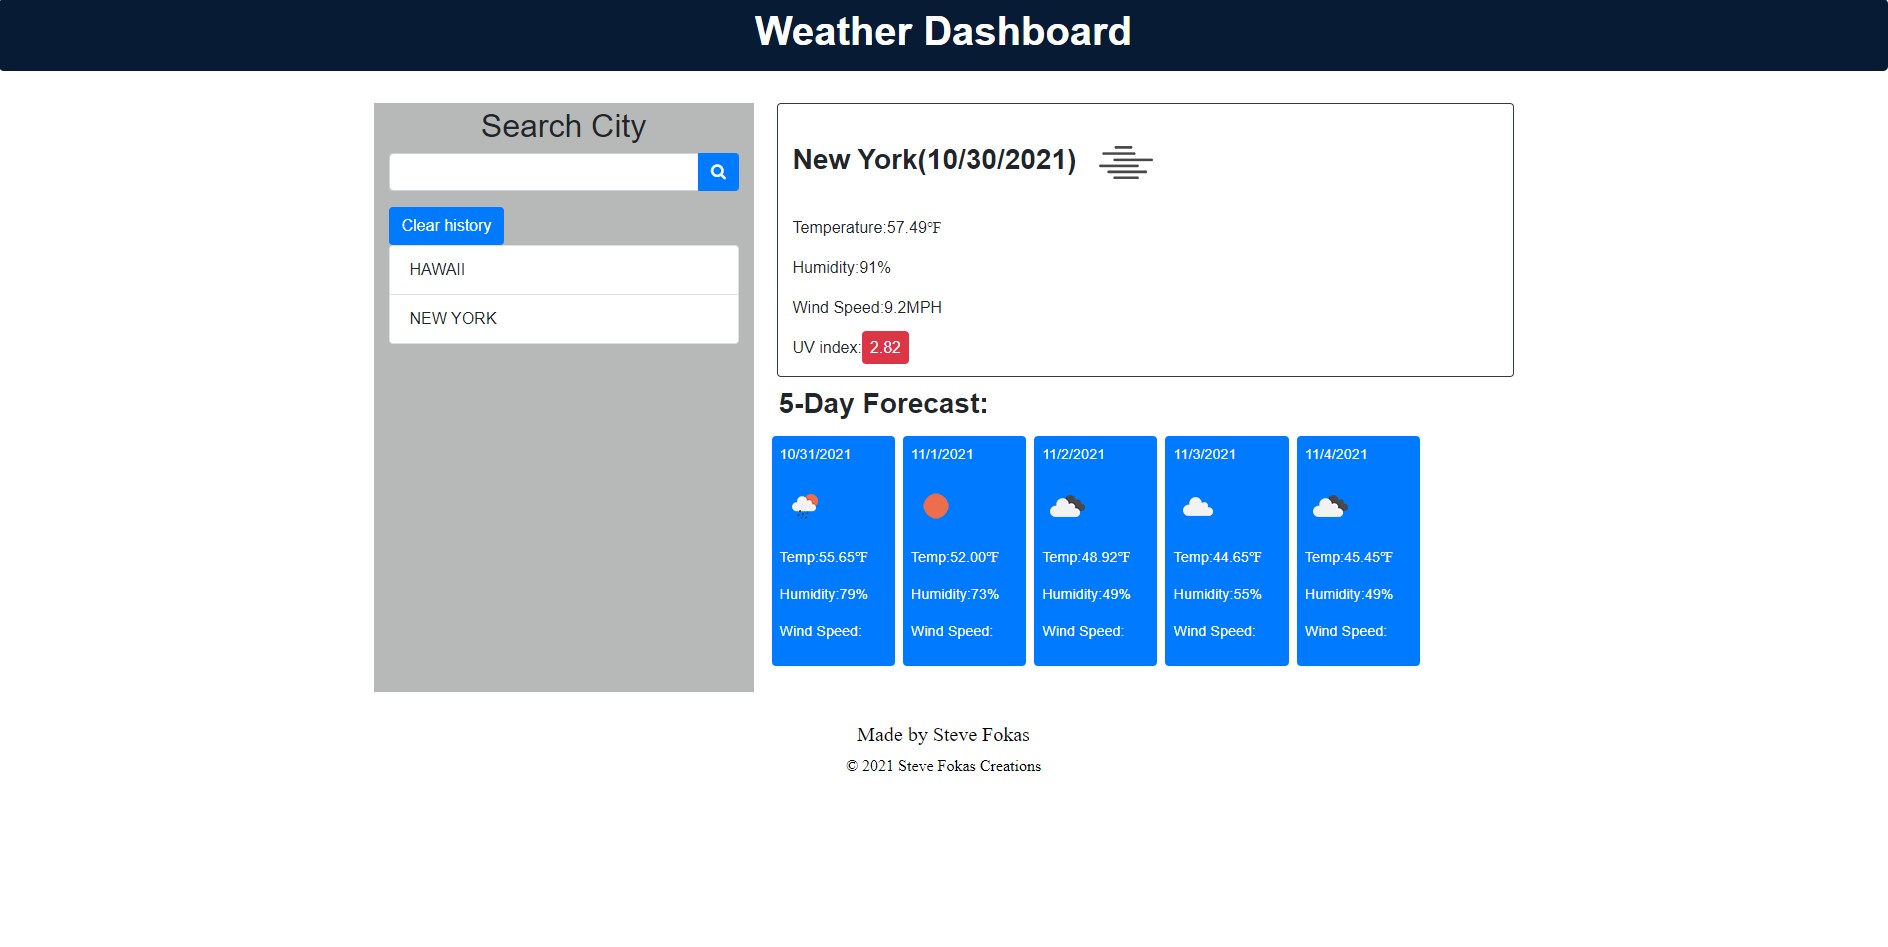 Weather Dashboard
Search City
Clear history
HAWAII
NEW YORK
New York(10/30/2021)
Temperature:57.49℉
Humidity:91%
Wind Speed:9.2MPH
UV index:2.82
5-Day Forecast:
10/31/2021
Temp:55.65℉
Humidity:79%
Wind Speed:
11/1/2021
Temp:52.00℉
Humidity:73%
Wind Speed:
11/2/2021
Temp:48.92℉
Humidity:49%
Wind Speed:
11/3/2021
Temp:44.65℉
Humidity:55%
Wind Speed:
11/4/2021
Temp:45.45℉
Humidity:49%
Wind Speed:
Made by Steve Fokas
© 2021 Steve Fokas Creations